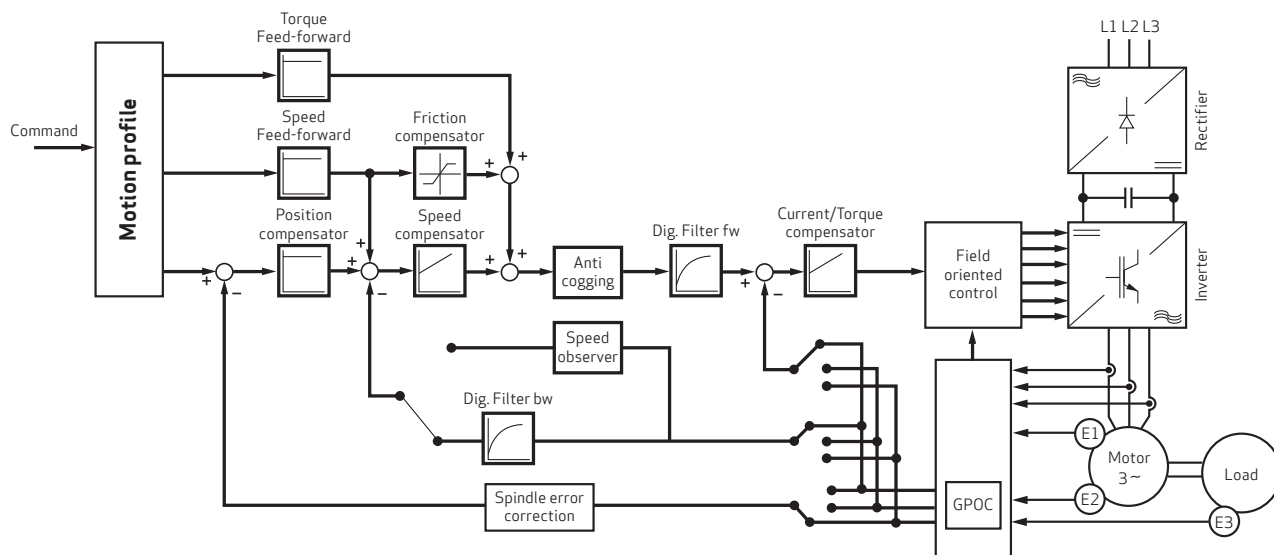 Torque
Feed-forward
L1 L2 L3
Command
Motion profile
Speed
Feed-forward
Friction
compensator
+
+
Rectifier
Position
compensator
Speed
compensator
Dig. Filter fw
Current/Torque
compensator
+
+
+
+
−
+
−
+
−
Anti
cogging
Field
oriented
control
Inverter
Speed
observer
Dig. Filter bw
E1
Motor
3~
Load
Spindle error
correction
GPOC
E2
E3